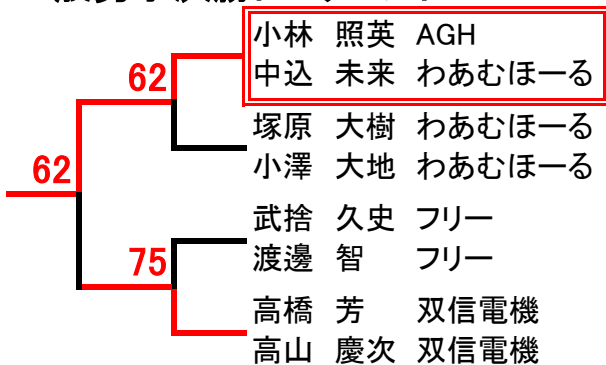 小林 照英 AGH
中込 未来 わあむほーる
62
塚原 大樹 わあむほーる
小澤 大地 わあむほーる
62
武捨 久史 フリー
渡邊 智 フリー
75
高橋 芳 双信電機
高山 慶次 双信電機